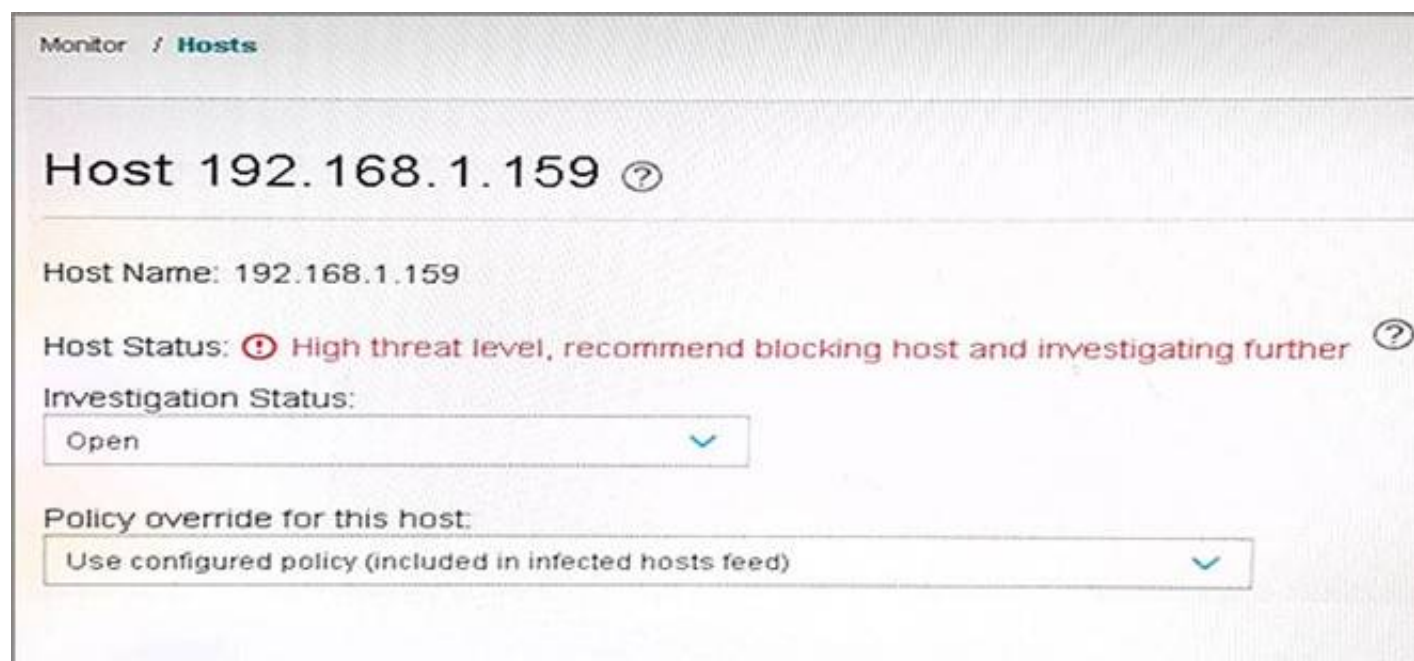 Monitor / Hosts
Host 192.168.1.159 ?
Host Name: 192.168.1.159
Host Status: ! High threat level, recommend blocking host and investigating further ?
Investigation Status:
Open
Policy override for this host:
Use configured policy (included in infected hosts feed)